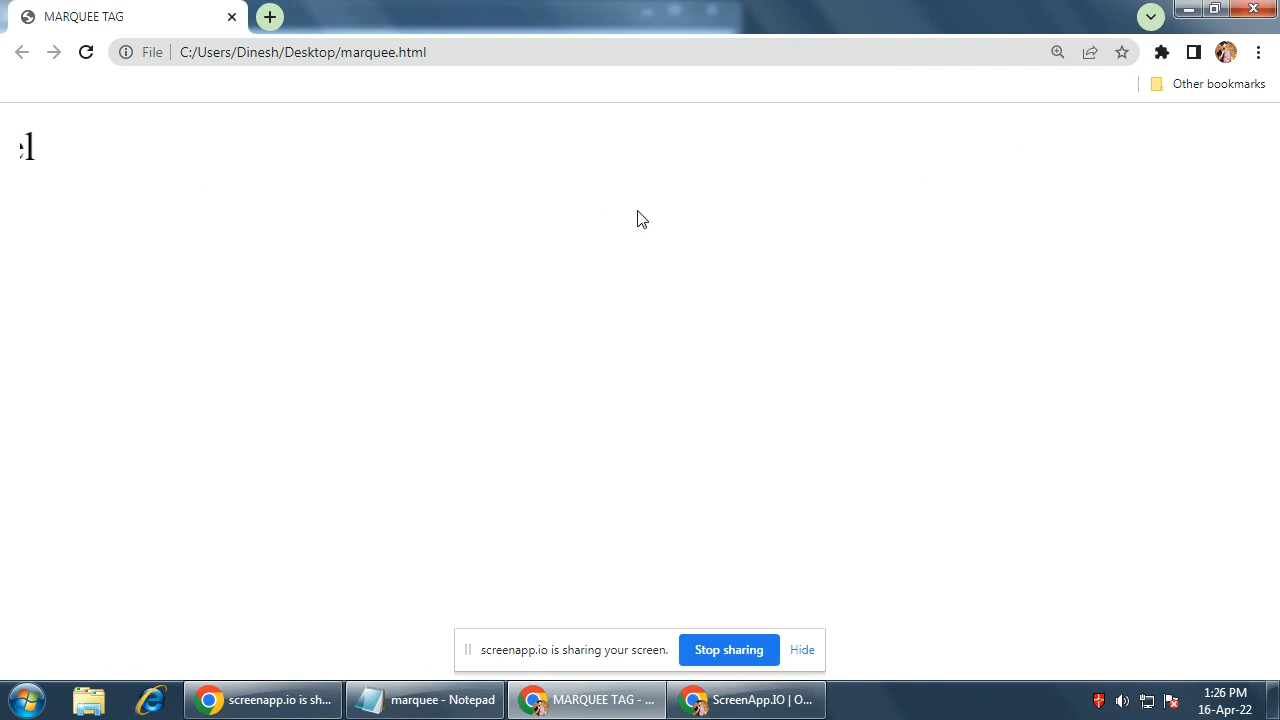 MARQUEE TAG
File
C:/Users/Dinesh/Desktop/marquee.html
Other bookmarks
el
screenapp.io is sharing your screen.
Stop sharing
Hide
screenapp.io is sh...
marquee - Notepad
MARQUEE TAG - ...
ScreenApp.IO | O...
1:26 PM
16-Apr-22